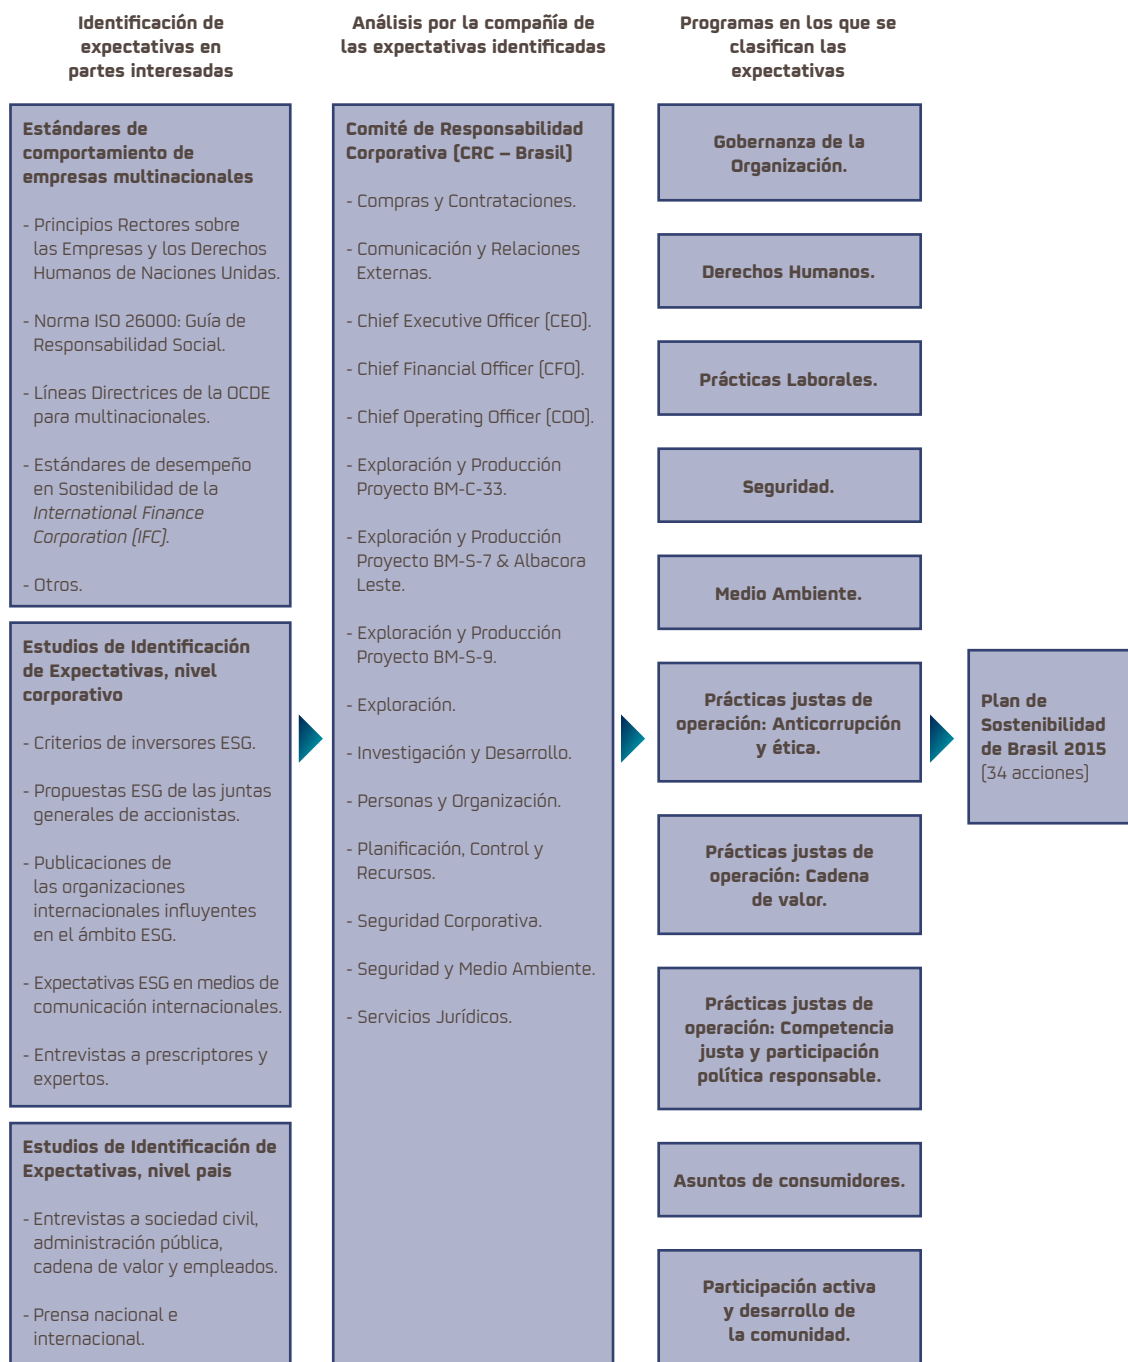 Identificación de
expectativas en
partes interesadas
Análisis por la compañía de
las expectativas identificadas
Programas en los que se
clasifican las
expectativas
Estándares de
comportamiento de
empresas multinacionales
- Principios Rectores sobre
las Empresas y los Derechos
Humanos de Naciones Unidas.
- Norma ISO 26000: Guía de
Responsabilidad Social.
- Líneas Directrices de la OCDE
para multinacionales.
- Estándares de desempeño
en Sostenibilidad de la
International Finance
Corporation (IFC).
- Otros.
Estudios de Identificación
de Expectativas, nivel
corporativo
- Criterios de inversores ESG.
- Propuestas ESG de las juntas
generales de accionistas.
- Publicaciones de
las organizaciones
internacionales influyentes
en el ámbito ESG.
- Expectativas ESG en medios de
comunicación internacionales.
- Entrevistas a prescriptores y
expertos.
Estudios de Identificación de
Expectativas, nivel pais
- Entrevistas a sociedad civil,
administración pública,
cadena de valor y empleados.
- Prensa nacional e
internacional.
Comité de Responsabilidad
Corporativa (CRC – Brasil)
- Compras y Contrataciones.
- Comunicación y Relaciones
Externas.
- Chief Executive Officer (CEO).
- Chief Financial Officer (CFO).
- Chief Operating Officer (COO).
- Exploración y Producción
Proyecto BM-C-33.
- Exploración y Producción
Proyecto BM-S-7 & Albacora
Leste.
- Exploración y Producción
Proyecto BM-S-9.
- Exploración.
- Investigación y Desarrollo.
- Personas y Organización.
- Planificación, Control y
Recursos.
- Seguridad Corporativa.
- Seguridad y Medio Ambiente.
- Servicios Jurídicos.
Gobernanza de la
Organización.
Derechos Humanos.
Prácticas Laborales.
Seguridad.
Medio Ambiente.
Prácticas justas de
operación: Anticorrupción
y ética.
Prácticas justas de
operación: Cadena
de valor.
Prácticas justas de
operación: Competencia
justa y participación
política responsable.
Asuntos de consumidores.
Participación activa
y desarrollo de
la comunidad.
Plan de
Sostenibilidad
de Brasil 2015
(34 acciones)